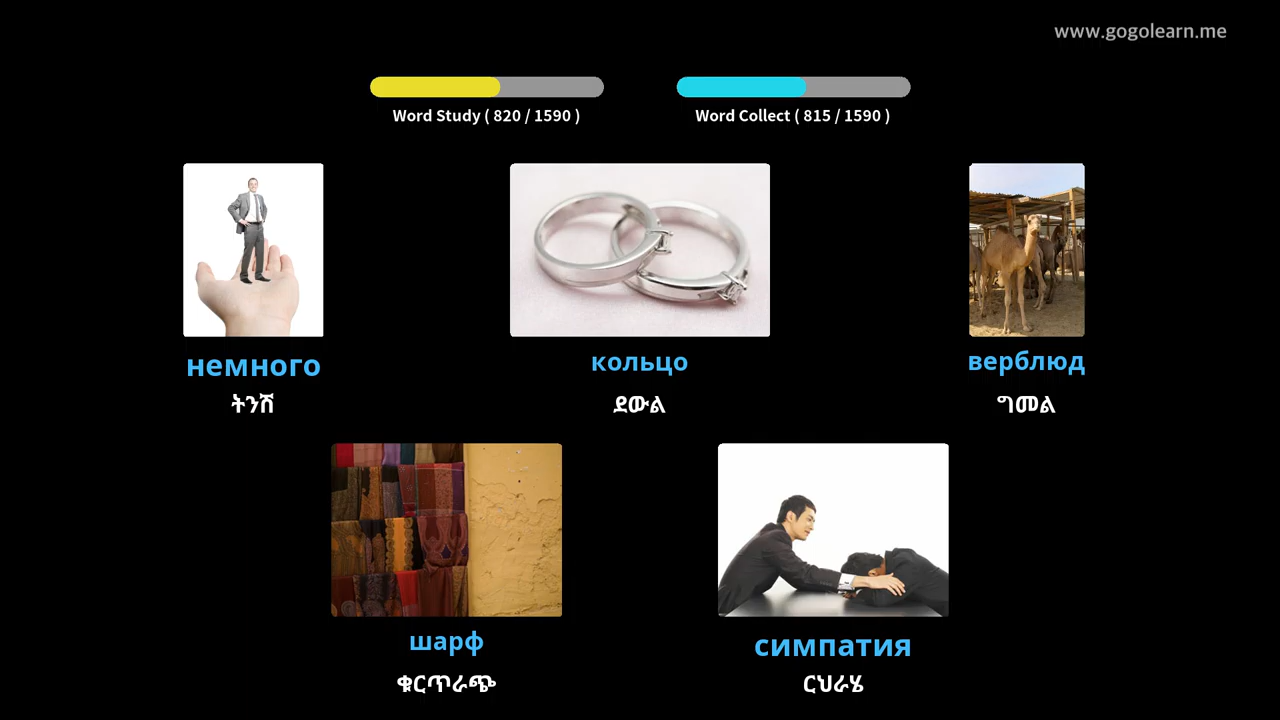 www.gogolearn.me
Word Study ( 820 / 1590 )
Word Collect ( 815 / 1590 )
немного
ትንሽ
кольцо
ደውል
верблюд
ግመል
шарф
ቁርጥራጭ
симпатия
ርህራሄ